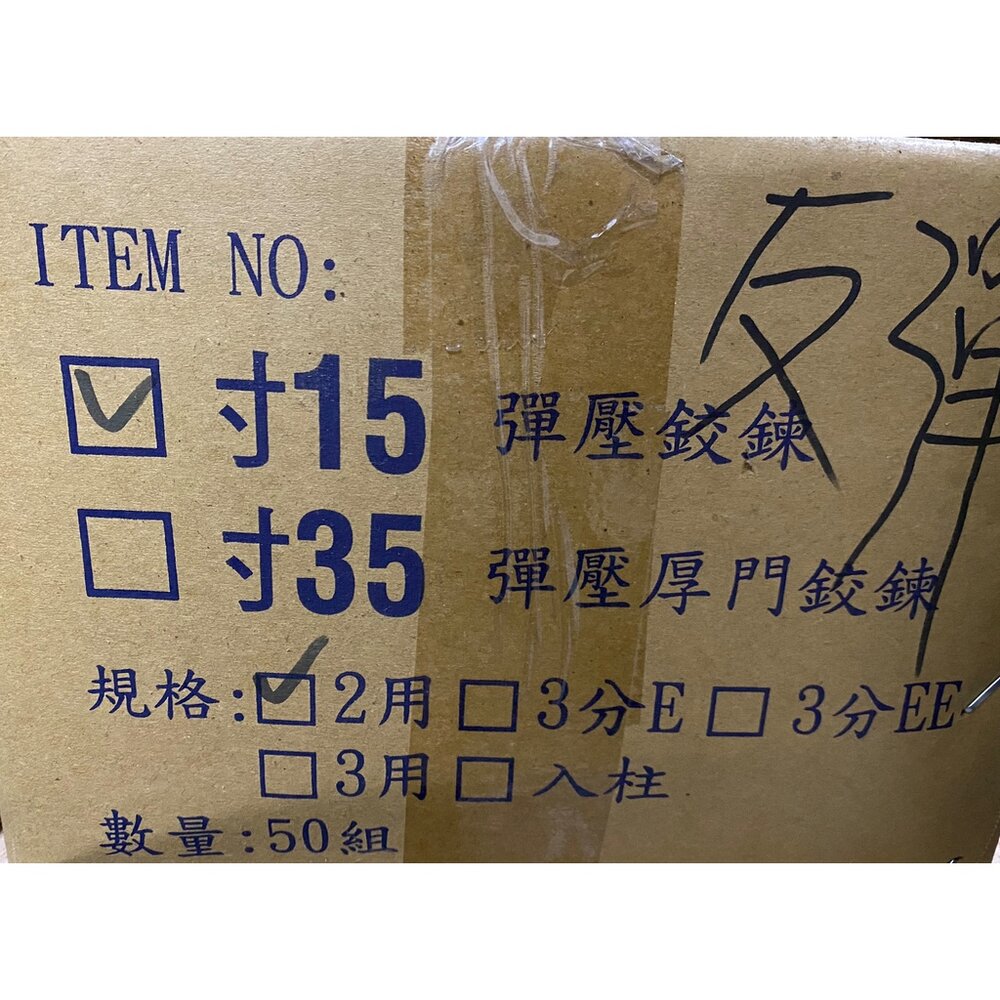 ITEM NO:
反彈
☑ 寸15 彈壓鉸鍊
☐ 寸35 彈壓厚門鉸鍊
規格:☑2用☐3分E☐3分EE
☐3用☐入柱
數量:50組